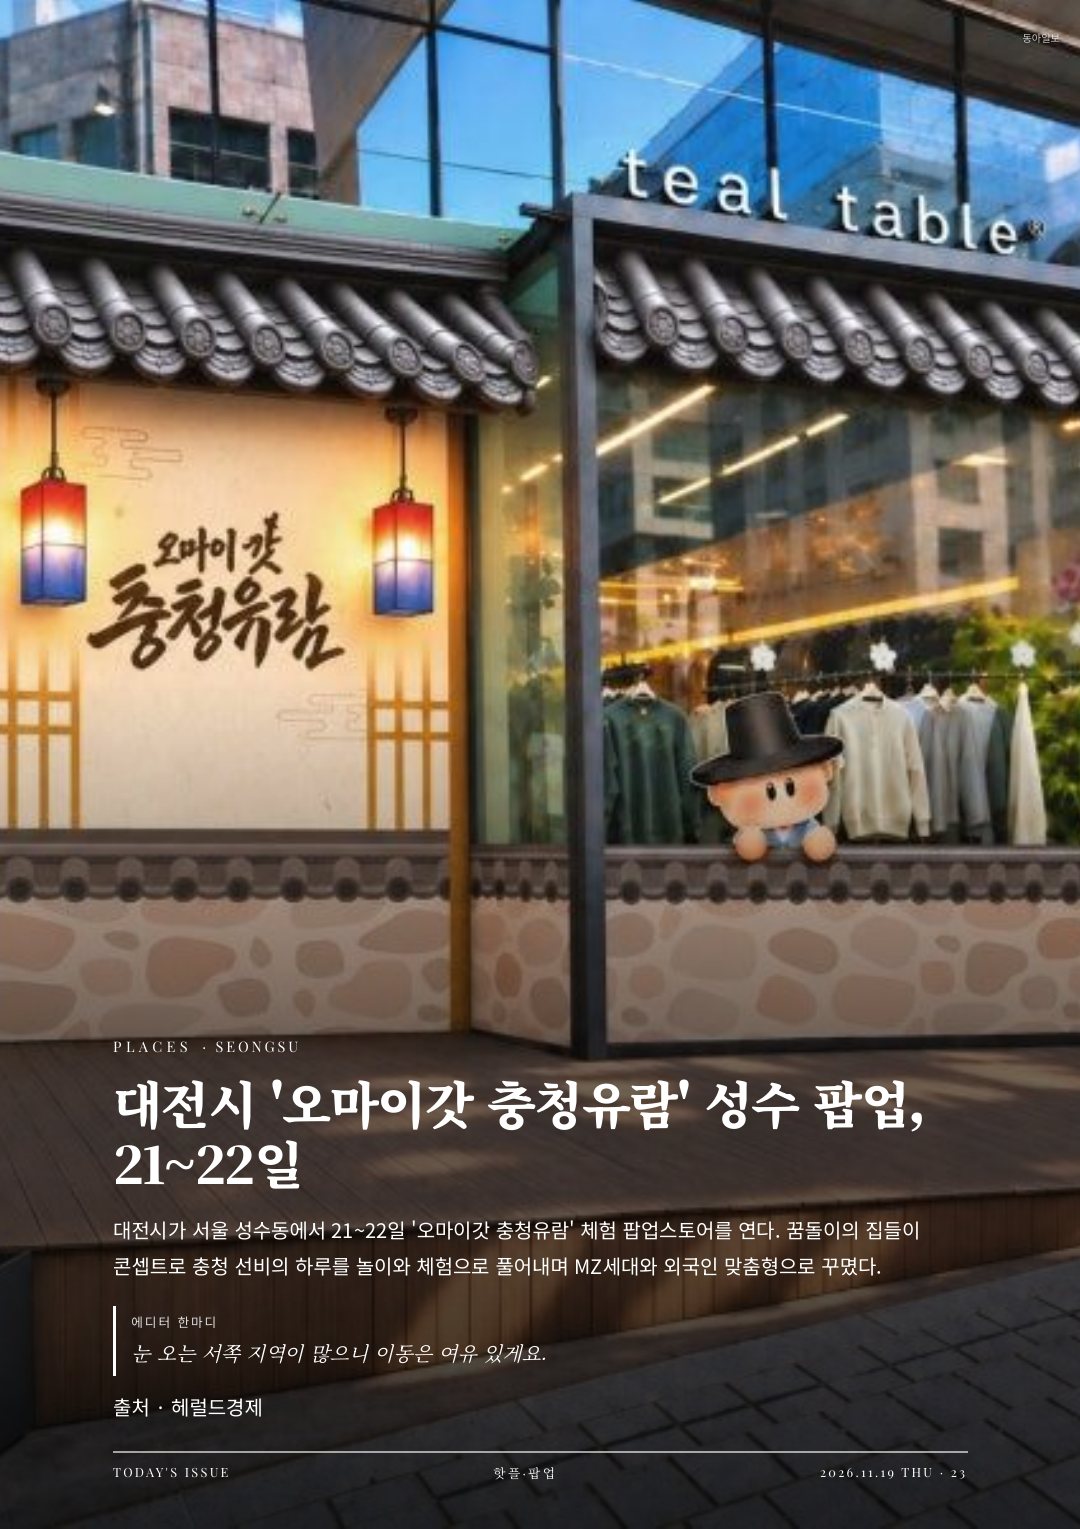 동아일보
teal table®
오마이 갓
충청유람
PLACES · SEONGSU
대전시 '오마이갓 충청유람' 성수 팝업,
21~22일
대전시가 서울 성수동에서 21~22일 '오마이갓 충청유람' 체험 팝업스토어를 연다. 꿈돌이의 집들이
콘셉트로 충청 선비의 하루를 놀이와 체험으로 풀어내며 MZ세대와 외국인 맞춤형으로 꾸몄다.
에디터 한마디
눈 오는 서쪽 지역이 많으니 이동은 여유 있게요.
출처 · 헤럴드경제
TODAY'S ISSUE
핫플·팝업
2026.11.19 THU · 23